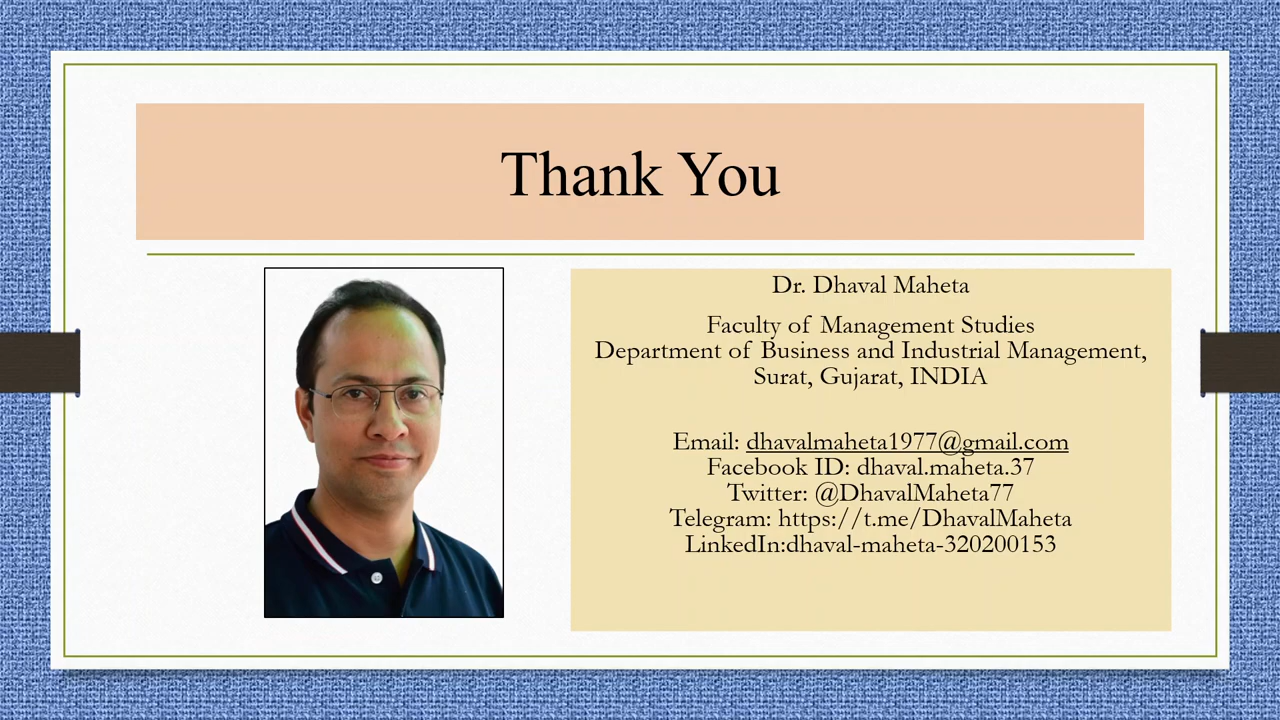 Thank You
Dr. Dhaval Maheta
Faculty of Management Studies
Department of Business and Industrial Management,
Surat, Gujarat, INDIA
Email: dhavalmaheta1977@gmail.com
Facebook ID: dhaval.maheta.37
Twitter: @DhavalMaheta77
Telegram: https://t.me/DhavalMaheta
LinkedIn:dhaval-maheta-320200153